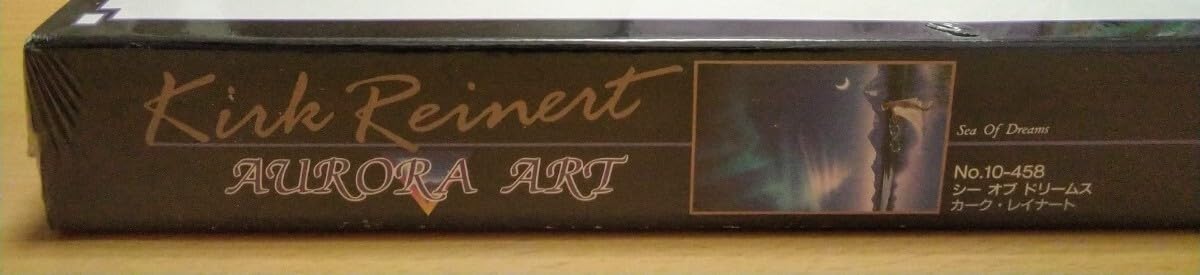 Kirk Reinert
AURORA ART
Sea Of Dreams
No.10-458
シー オブ ドリームス
カーク・レイナート